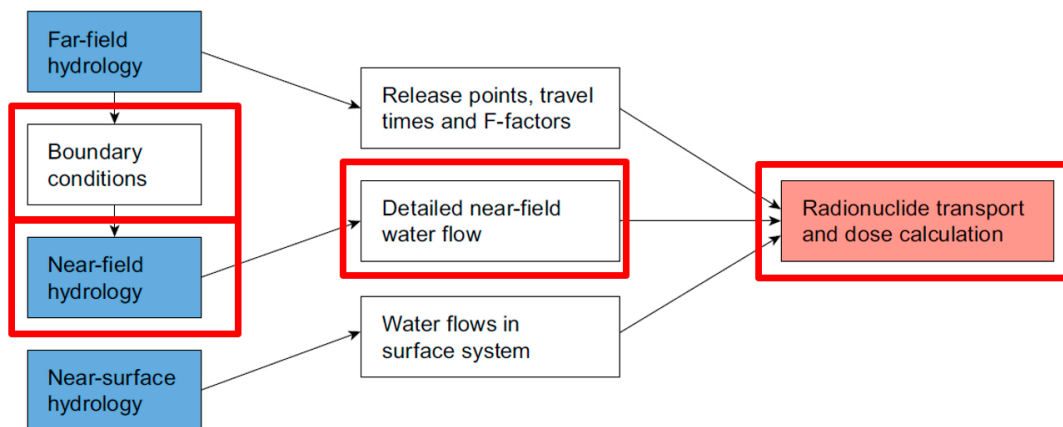 Far-field
hydrology
Boundary
conditions
Near-field
hydrology
Near-surface
hydrology
Release points, travel
times and F-factors
Detailed near-field
water flow
Water flows in
surface system
Radionuclide transport
and dose calculation